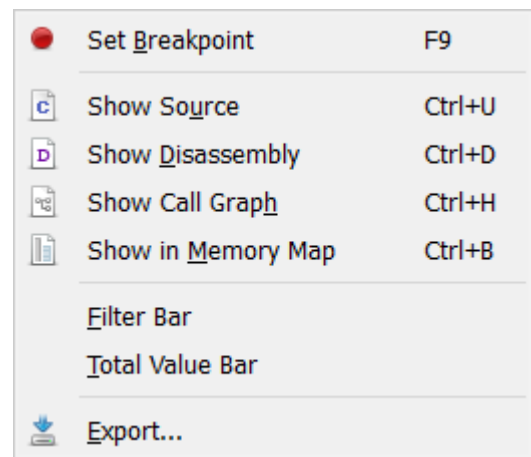 Set Breakpoint F9
C Show Source Ctrl+U
D Show Disassembly Ctrl+D
Show Call Graph Ctrl+H
Show in Memory Map Ctrl+B
Filter Bar
Total Value Bar
Export...